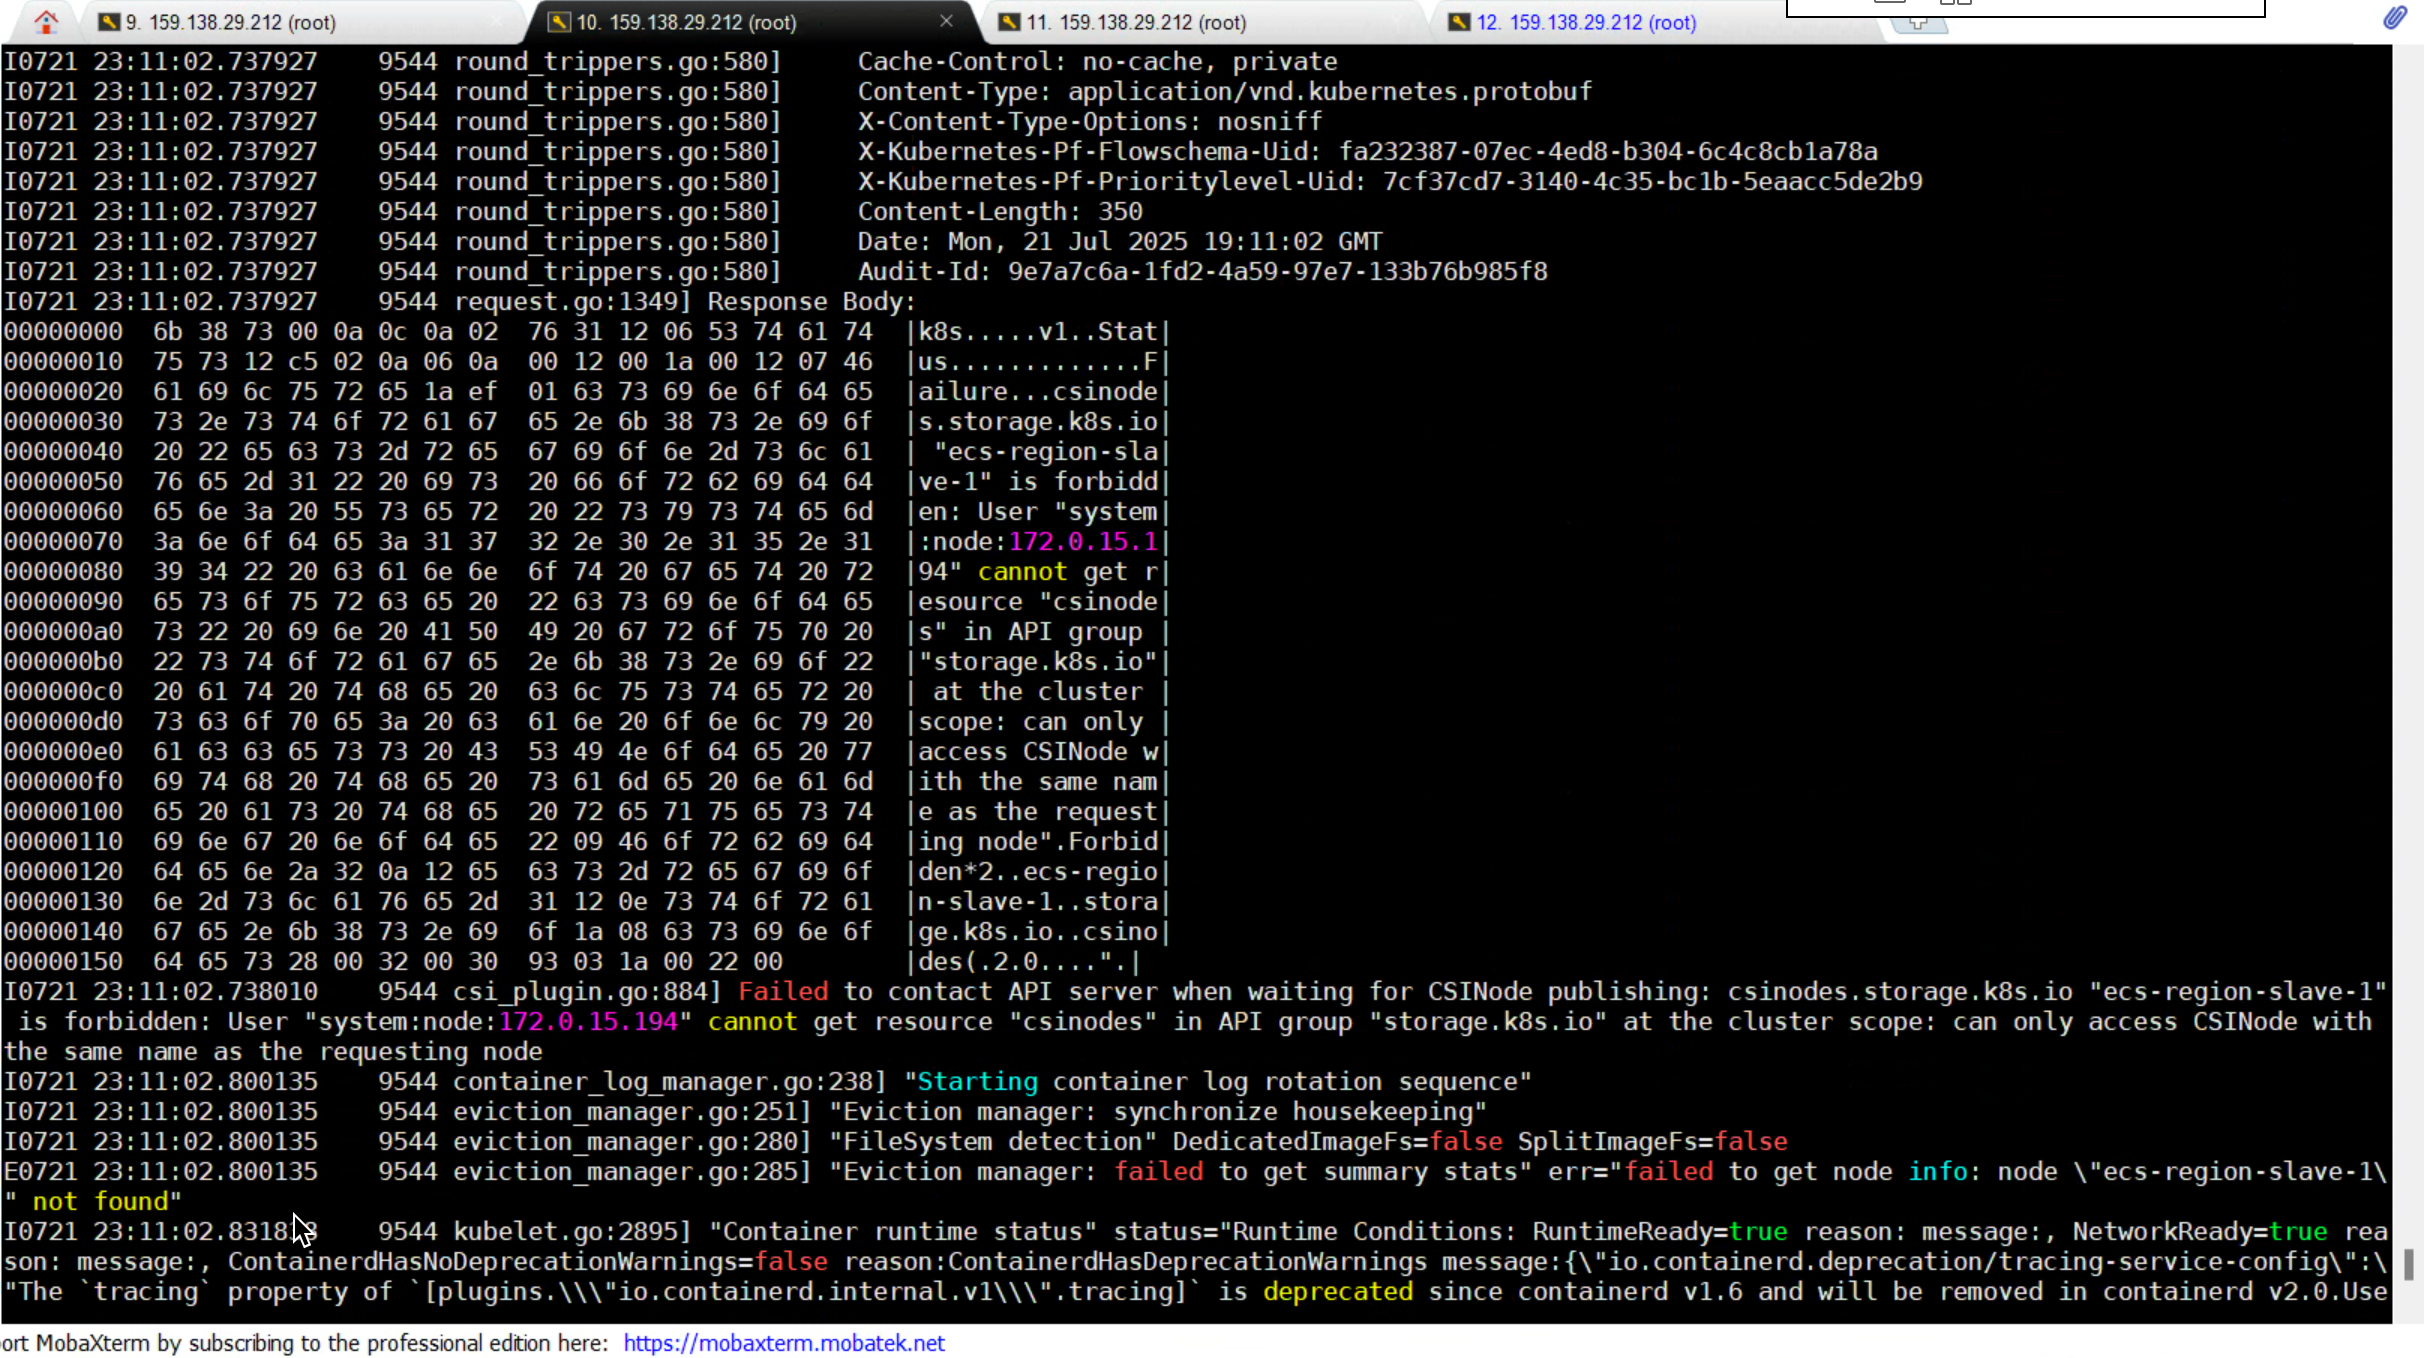 9. 159.138.29.212 (root)
10. 159.138.29.212 (root)
11. 159.138.29.212 (root)
12. 159.138.29.212 (root)
I0721 23:11:02.737927    9544 round_trippers.go:580]     Cache-Control: no-cache, private
I0721 23:11:02.737927    9544 round_trippers.go:580]     Content-Type: application/vnd.kubernetes.protobuf
I0721 23:11:02.737927    9544 round_trippers.go:580]     X-Content-Type-Options: nosniff
I0721 23:11:02.737927    9544 round_trippers.go:580]     X-Kubernetes-Pf-Flowschema-Uid: fa232387-07ec-4ed8-b304-6c4c8cb1a78a
I0721 23:11:02.737927    9544 round_trippers.go:580]     X-Kubernetes-Pf-Prioritylevel-Uid: 7cf37cd7-3140-4c35-bc1b-5eaacc5de2b9
I0721 23:11:02.737927    9544 round_trippers.go:580]     Content-Length: 350
I0721 23:11:02.737927    9544 round_trippers.go:580]     Date: Mon, 21 Jul 2025 19:11:02 GMT
I0721 23:11:02.737927    9544 round_trippers.go:580]     Audit-Id: 9e7a7c6a-1fd2-4a59-97e7-133b76b985f8
I0721 23:11:02.737927    9544 request.go:1349] Response Body:
00000000  6b 38 73 00 0a 0c 0a 02  76 31 12 06 53 74 61 74  |k8s.....v1..Stat|
00000010  75 73 12 c5 02 0a 06 0a  00 12 00 1a 00 12 07 46  |us.............F|
00000020  61 69 6c 75 72 65 1a ef  01 63 73 69 6e 6f 64 65  |ailure...csinode|
00000030  73 2e 73 74 6f 72 61 67  65 2e 6b 38 73 2e 69 6f  |s.storage.k8s.io|
00000040  20 22 65 63 73 2d 72 65  67 69 6f 6e 2d 73 6c 61  | "ecs-region-sla|
00000050  76 65 2d 31 22 20 69 73  20 66 6f 72 62 69 64 64  |ve-1" is forbidd|
00000060  65 6e 3a 20 55 73 65 72  20 22 73 79 73 74 65 6d  |en: User "system|
00000070  3a 6e 6f 64 65 3a 31 37  32 2e 30 2e 31 35 2e 31  |:node:172.0.15.1|
00000080  39 34 22 20 63 61 6e 6e  6f 74 20 67 65 74 20 72  |94" cannot get r|
00000090  65 73 6f 75 72 63 65 20  22 63 73 69 6e 6f 64 65  |esource "csinode|
000000a0  73 22 20 69 6e 20 41 50  49 20 67 72 6f 75 70 20  |s" in API group |
000000b0  22 73 74 6f 72 61 67 65  2e 6b 38 73 2e 69 6f 22  |"storage.k8s.io"|
000000c0  20 61 74 20 74 68 65 20  63 6c 75 73 74 65 72 20  | at the cluster |
000000d0  73 63 6f 70 65 3a 20 63  61 6e 20 6f 6e 6c 79 20  |scope: can only |
000000e0  61 63 63 65 73 73 20 43  53 49 4e 6f 64 65 20 77  |access CSINode w|
000000f0  69 74 68 20 74 68 65 20  73 61 6d 65 20 6e 61 6d  |ith the same nam|
00000100  65 20 61 73 20 74 68 65  20 72 65 71 75 65 73 74  |e as the request|
00000110  69 6e 67 20 6e 6f 64 65  22 09 46 6f 72 62 69 64  |ing node".Forbid|
00000120  64 65 6e 2a 32 0a 12 65  63 73 2d 72 65 67 69 6f  |den*2..ecs-regio|
00000130  6e 2d 73 6c 61 76 65 2d  31 12 0e 73 74 6f 72 61  |n-slave-1..stora|
00000140  67 65 2e 6b 38 73 2e 69  6f 1a 08 63 73 69 6e 6f  |ge.k8s.io..csino|
00000150  64 65 73 28 00 32 00 30  93 03 1a 00 22 00        |des(.2.0....".|
I0721 23:11:02.738010    9544 csi_plugin.go:884] Failed to contact API server when waiting for CSINode publishing: csinodes.storage.k8s.io "ecs-region-slave-1"
 is forbidden: User "system:node:172.0.15.194" cannot get resource "csinodes" in API group "storage.k8s.io" at the cluster scope: can only access CSINode with
the same name as the requesting node
I0721 23:11:02.800135    9544 container_log_manager.go:238] "Starting container log rotation sequence"
I0721 23:11:02.800135    9544 eviction_manager.go:251] "Eviction manager: synchronize housekeeping"
I0721 23:11:02.800135    9544 eviction_manager.go:280] "FileSystem detection" DedicatedImageFs=false SplitImageFs=false
E0721 23:11:02.800135    9544 eviction_manager.go:285] "Eviction manager: failed to get summary stats" err="failed to get node info: node \"ecs-region-slave-1\
" not found"
I0721    9544 kubelet.go:2895] "Container runtime status" status="Runtime Conditions: RuntimeReady=true reason: message:, NetworkReady=true rea
son: message:, ContainerdHasNoDeprecationWarnings=false reason:ContainerdHasDeprecationWarnings message:{\"io.containerd.deprecation/tracing-service-config\":\
"The `tracing` property of `[plugins.\\\"io.containerd.internal.v1\\\".tracing]` is deprecated since containerd v1.6 and will be removed in containerd v2.0.Use
ort MobaXterm by subscribing to the professional edition here: https://mobaxterm.mobatek.net